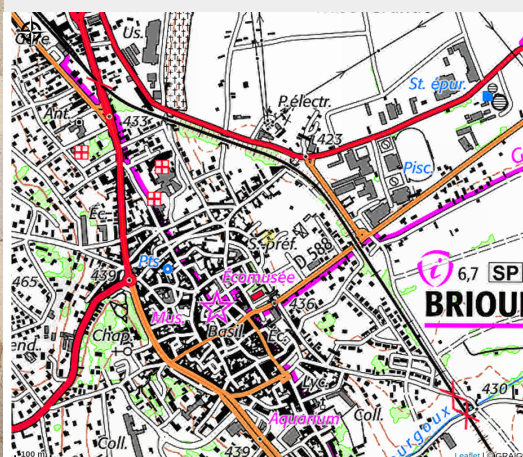 Us.
Gare
St. épur.
P.électr.
Ant.
433
423
Pisc.
Éc.
S.-préf.
D 588
Pts
439
465
Écomusée
6,7 SP
436
BRIOU
Mus.
Basil
Éc.
Chap.
Lyc.
430
Coll.
Aquarium
Coll.
439
100 m
Leaflet